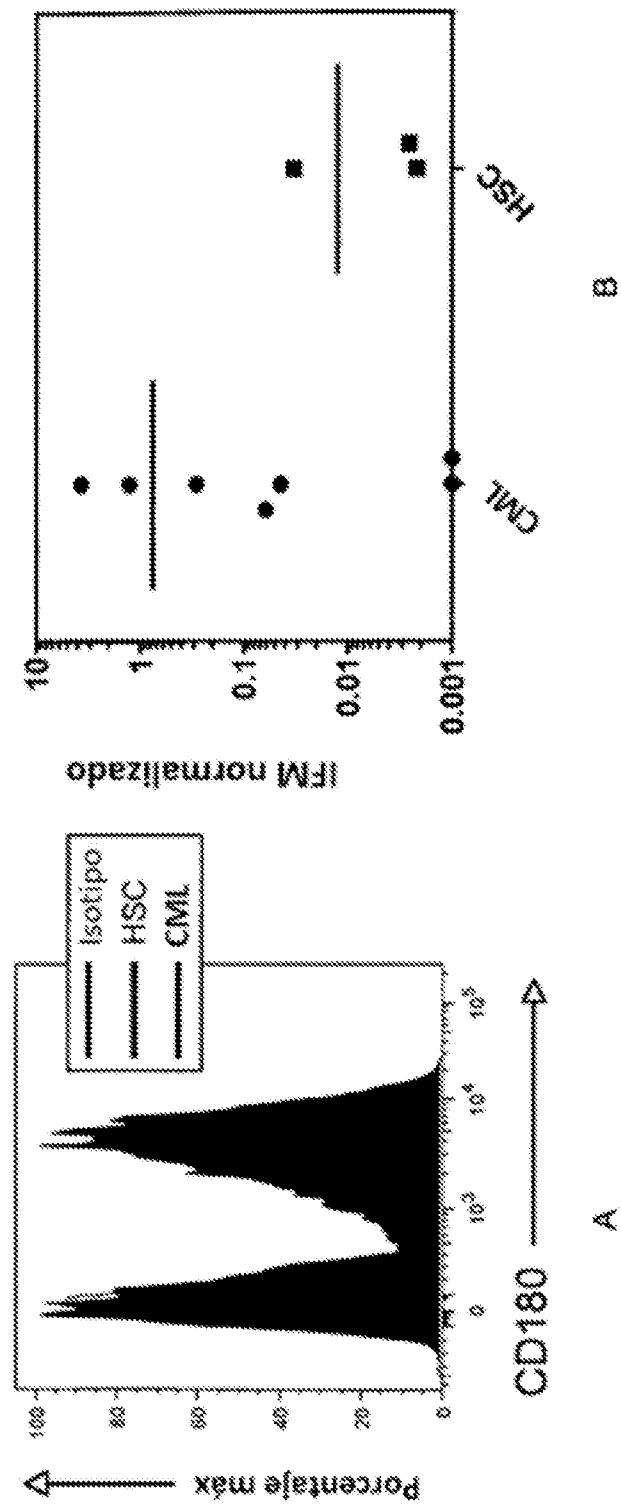 Porcentaje máx
100
80
60
40
20
0
0
10³
10⁴
10⁵
CD180
Isotipo
HSC
CML
A
IFM normalizado
10
1
0.1
0.01
0.001
CML
HSC
B